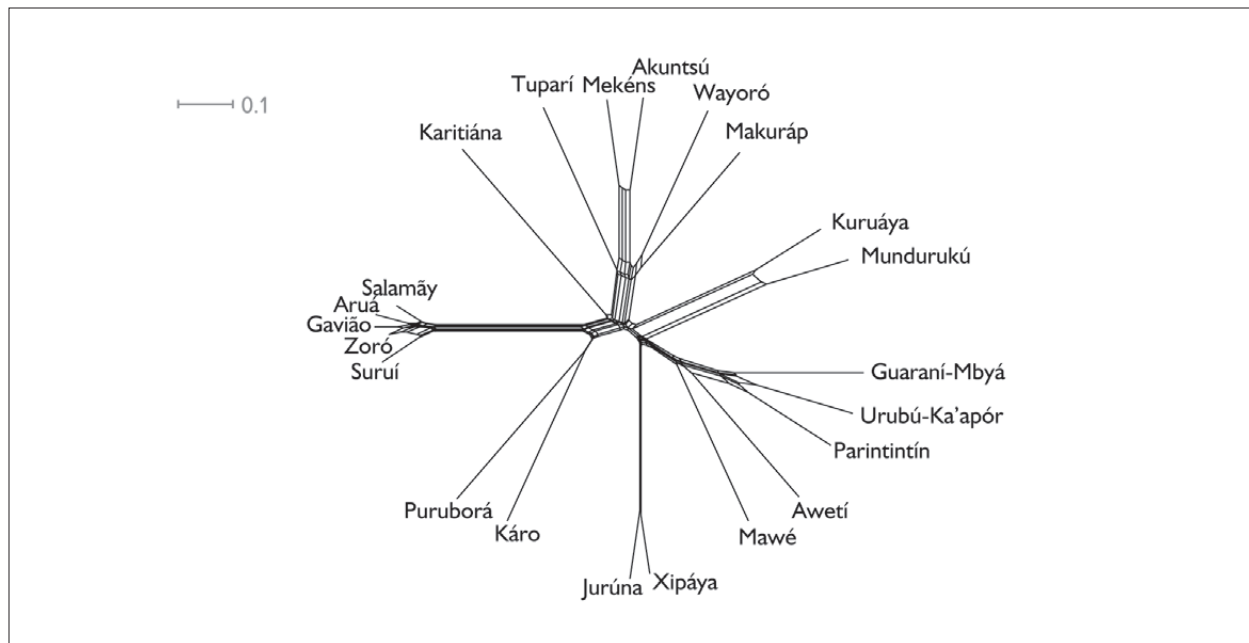 Akuntsú
Tuparí
Mekéns
Wayoró
0.1
Karitiána
Makuráp
Kuruáya
Mundurukú
Salamãy
Aruá
Gavião
Zoró
Suruí
Guaraní-Mbyá
Urubú-Ka'apór
Parintintín
Puruborá
Awetí
Káro
Mawé
Jurúna
Xipáya